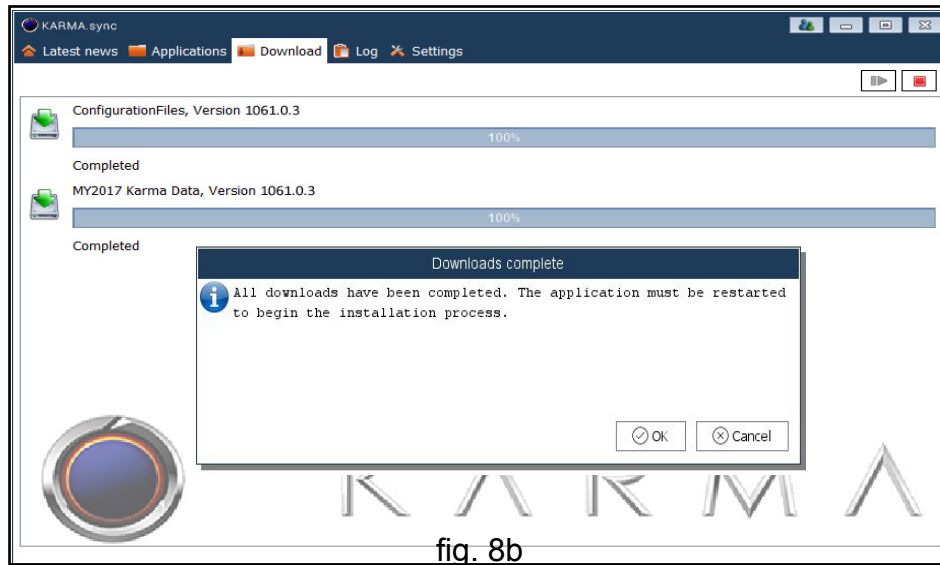 KARMA.sync
Latest news Applications Download Log Settings
ConfigurationFiles, Version 1061.0.3
100%
Completed
MY2017 Karma Data, Version 1061.0.3
100%
Completed
Downloads complete
All downloads have been completed. The application must be restarted
to begin the installation process.
OK Cancel
KARMA
fig. 8b